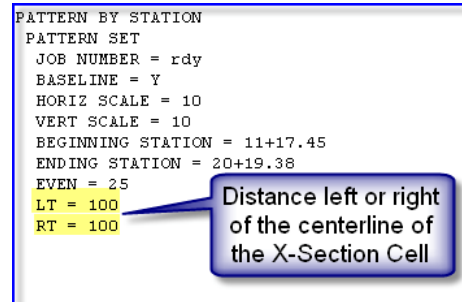 PATTERN BY STATION
PATTERN SET
JOB NUMBER = rdy
BASELINE = Y
HORIZ SCALE = 10
VERT SCALE = 10
BEGINNING STATION = 11+17.45
ENDING STATION = 20+19.38
EVEN = 25
LT = 100
RT = 100
Distance left or right
of the centerline of
the X-Section Cell